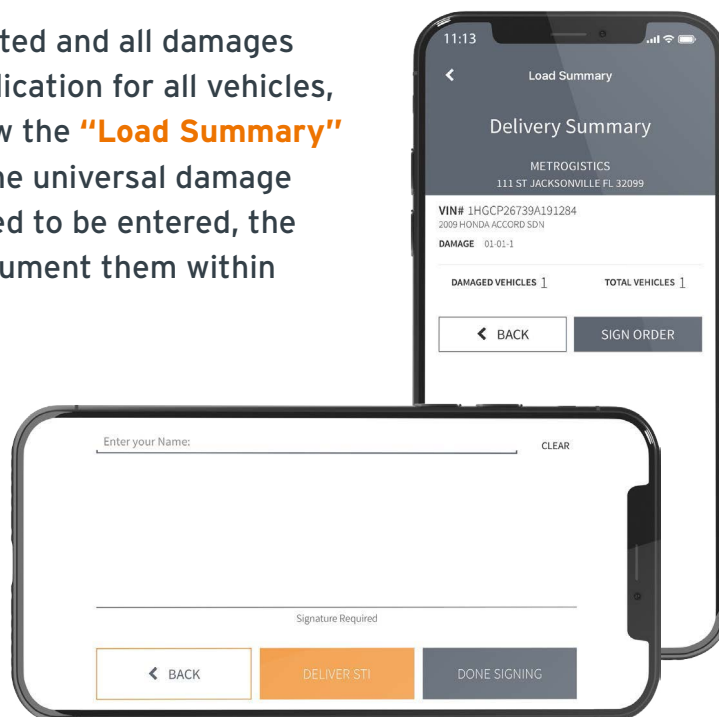 ted and all damages
lication for all vehicles,
w the “Load Summary”
he universal damage
ed to be entered, the
ument them within
11:13
Load Summary
Delivery Summary
METROGISTICS
111 ST JACKSONVILLE FL 32099
VIN# 1HGCP26739A191284
2009 HONDA ACCORD SDN
DAMAGE 01-01-1
DAMAGED VEHICLES 1 TOTAL VEHICLES 1
BACK SIGN ORDER
Enter your Name: CLEAR
Signature Required
BACK DELIVER STI DONE SIGNING